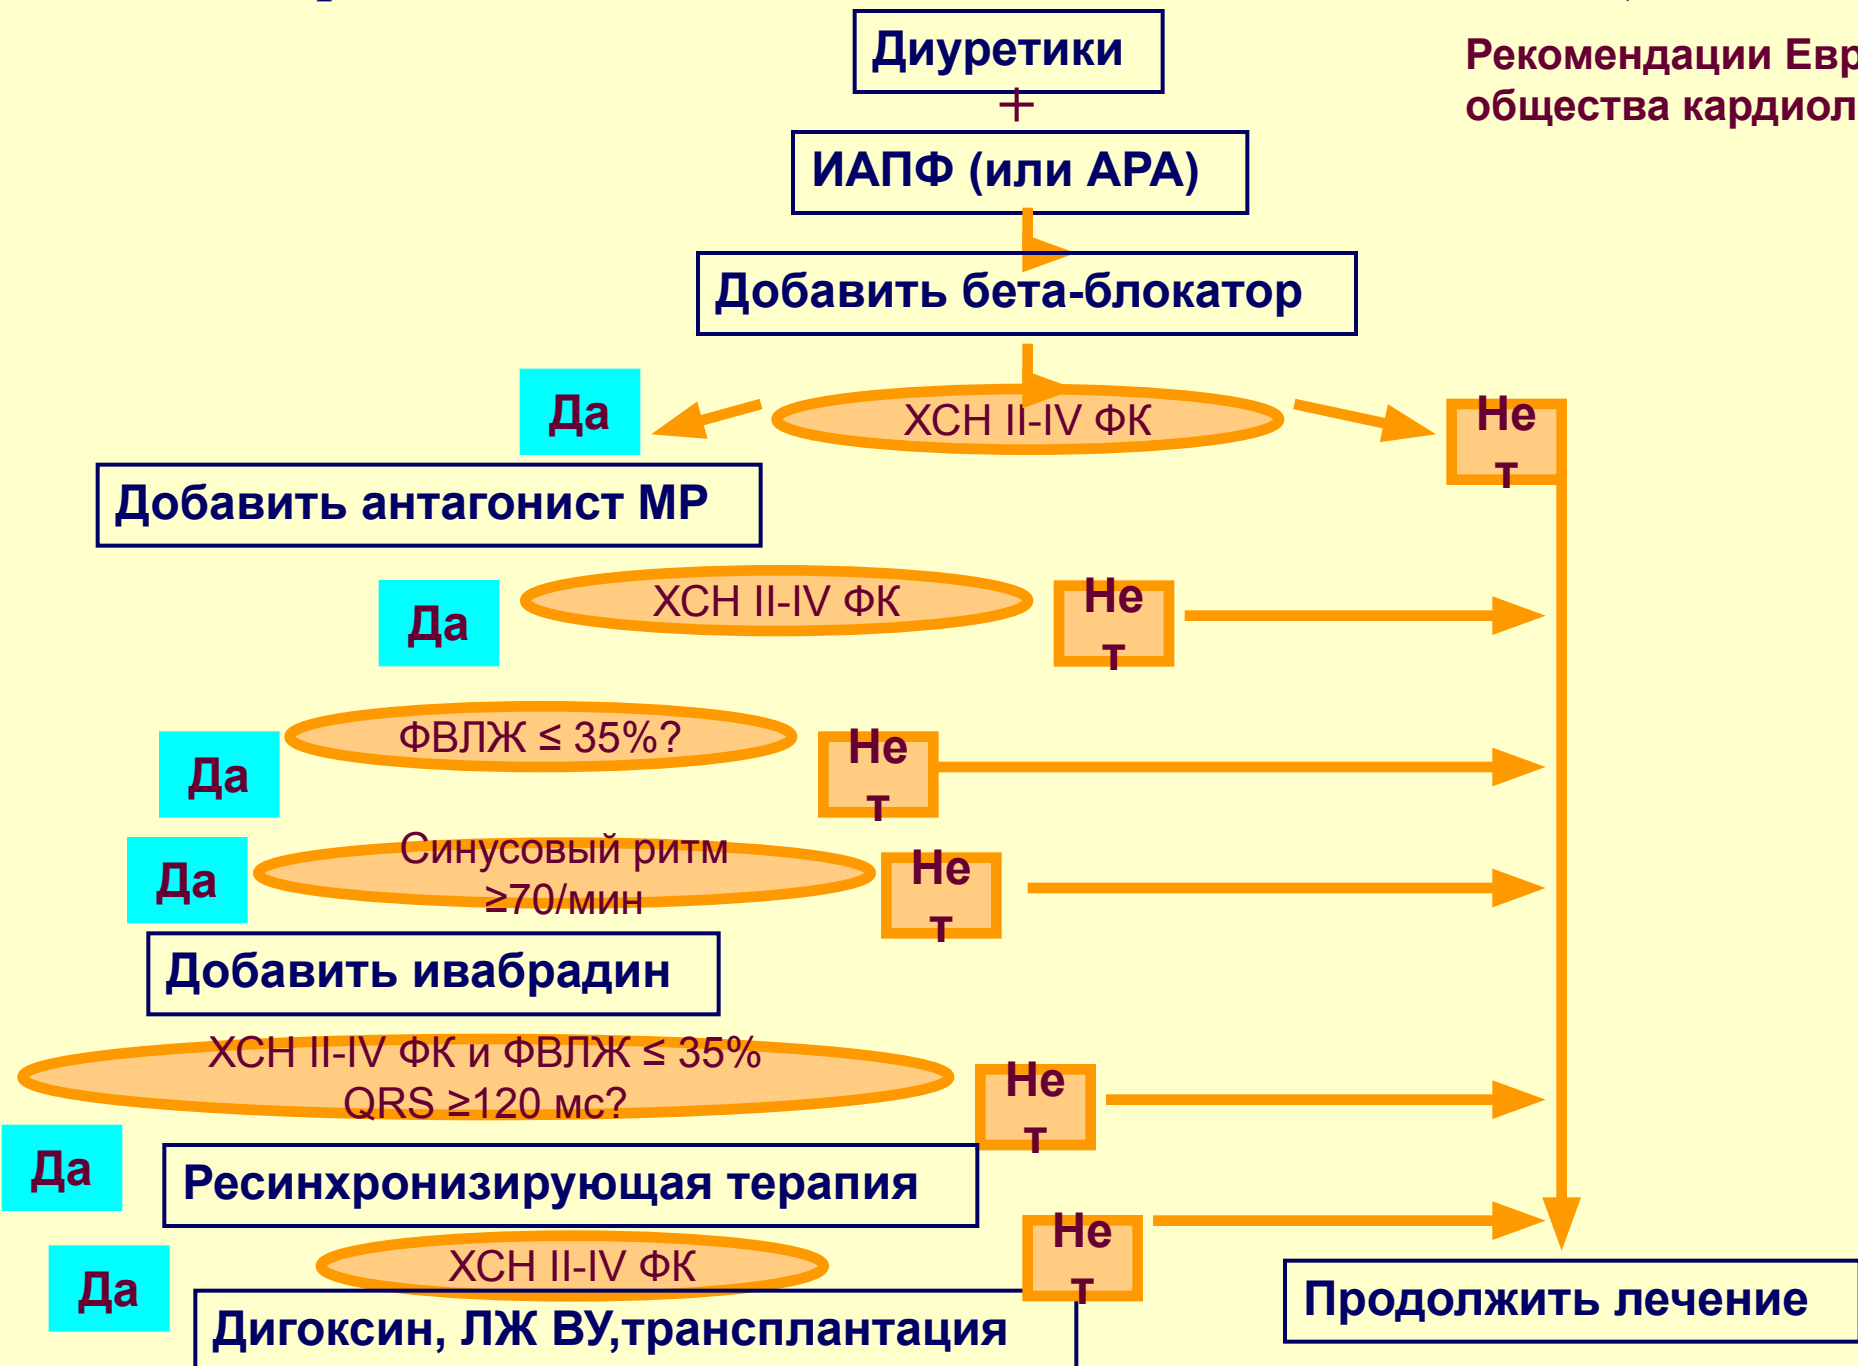 Диуретики
Рекомендации Евр
общества кардиол
+
ИАПФ (или АРА)
Добавить бета-блокатор
Да
ХСН II-IV ФК
Не
т
Добавить антагонист МР
Да
ХСН II-IV ФК
Не
т
ФВЛЖ ≤ 35%?
Да
Не
т
Да
Синусовый ритм
≥70/мин
Не
т
Добавить ивабрадин
ХСН II-IV ФК и ФВЛЖ ≤ 35%
QRS ≥120 мс?
Не
т
Да
Ресинхронизирующая терапия
Да
ХСН II-IV ФК
Не
т
Дигоксин, ЛЖ ВУ,трансплантация
Продолжить лечение